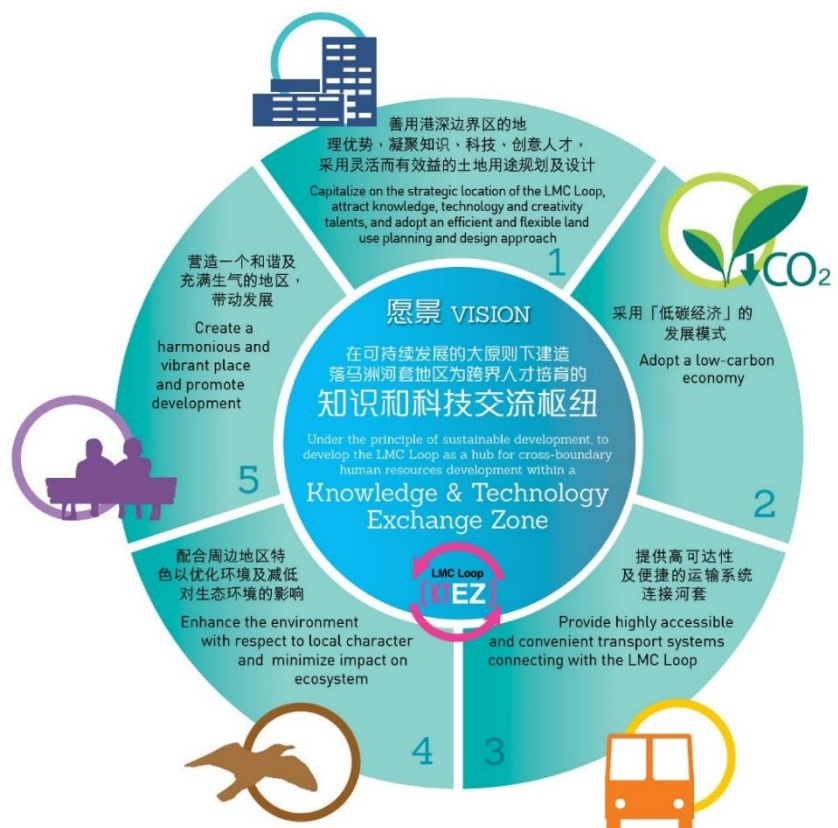 善用港深边界区的地
理优势，凝聚知识、科技、创意人才，
采用灵活而有效益的土地用途规划及设计
Capitalize on the strategic location of the LMC Loop,
attract knowledge, technology and creativity
talents, and adopt an efficient and flexible land
use planning and design approach
1
CO2
采用「低碳经济」的
发展模式
Adopt a low-carbon
economy
2
提供高可达性
及便捷的运输系统
连接河套
Provide highly accessible
and convenient transport systems
connecting with the LMC Loop
3
配合周边地区特
色以优化环境及减低
对生态环境的影响
Enhance the environment
with respect to local character
and minimize impact on
ecosystem
4
营造一个和谐及
充满生气的地区，
带动发展
Create a
harmonious and
vibrant place
and promote
development
5
愿景 VISION
在可持续发展的大原则下建造
落马洲河套地区为跨界人才培育的
知识和科技交流枢纽
Under the principle of sustainable development, to
develop the LMC Loop as a hub for cross-boundary
human resources development within a
Knowledge & Technology
Exchange Zone
LMC Loop
[KTEZ]